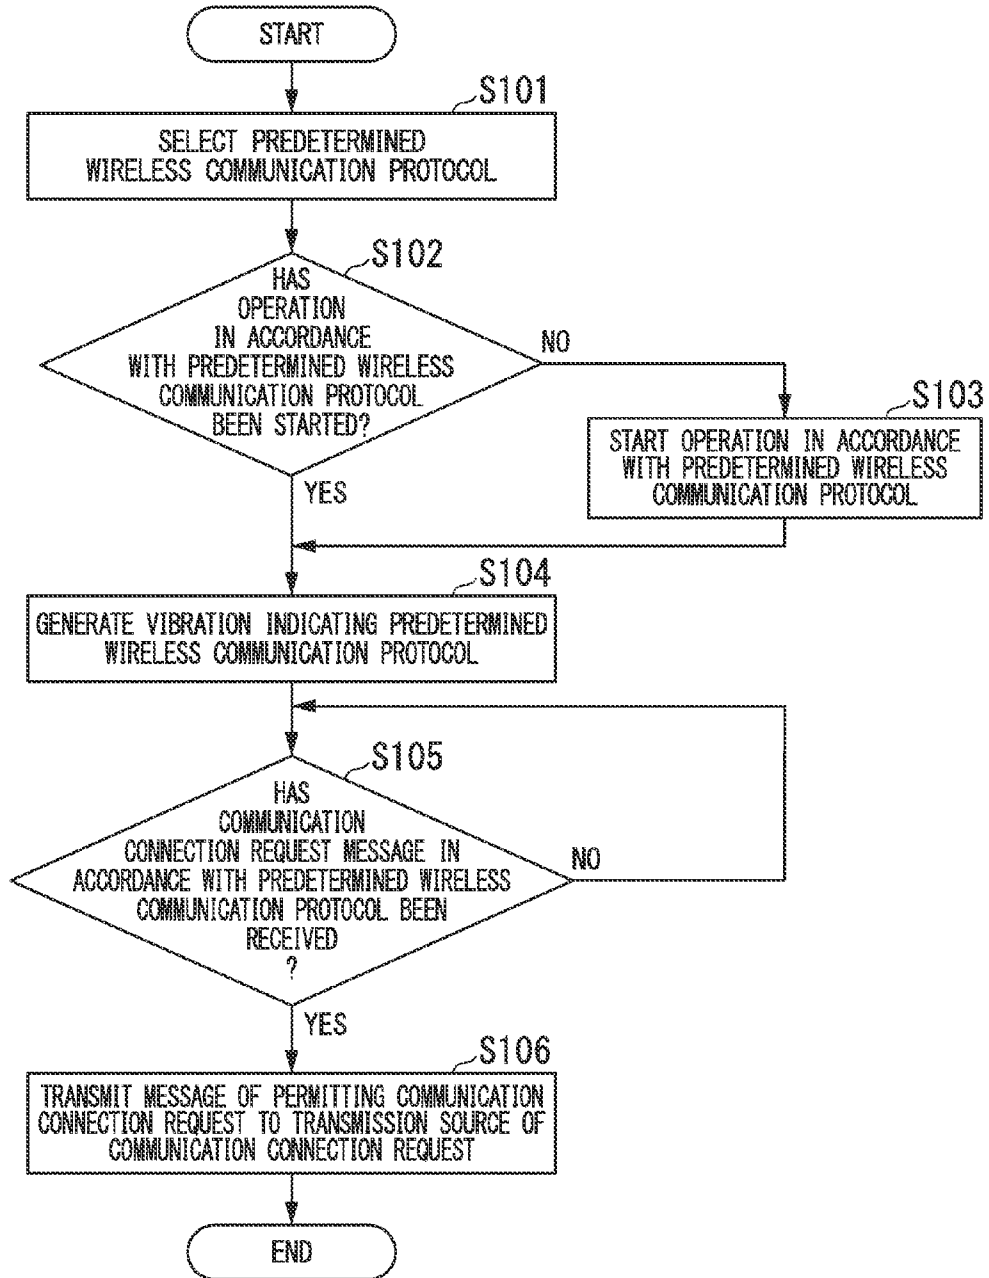 START
S101
SELECT PREDETERMINED
WIRELESS COMMUNICATION PROTOCOL
S102
HAS
OPERATION
IN ACCORDANCE
WITH PREDETERMINED WIRELESS
COMMUNICATION PROTOCOL
BEEN STARTED?
NO
YES
S103
START OPERATION IN ACCORDANCE
WITH PREDETERMINED WIRELESS
COMMUNICATION PROTOCOL
S104
GENERATE VIBRATION INDICATING PREDETERMINED
WIRELESS COMMUNICATION PROTOCOL
S105
HAS
COMMUNICATION
CONNECTION REQUEST MESSAGE IN
ACCORDANCE WITH PREDETERMINED WIRELESS
COMMUNICATION PROTOCOL BEEN
RECEIVED
?
NO
YES
S106
TRANSMIT MESSAGE OF PERMITTING COMMUNICATION
CONNECTION REQUEST TO TRANSMISSION SOURCE OF
COMMUNICATION CONNECTION REQUEST
END